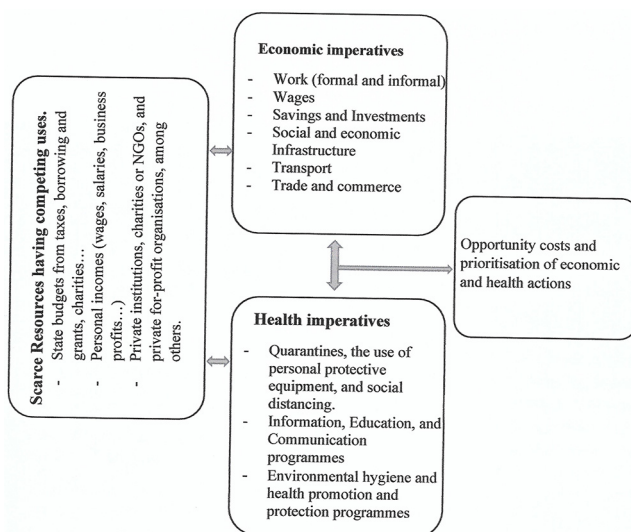 Scarce Resources having competing uses.
- State budgets from taxes, borrowing and
grants, charities…
- Personal incomes (wages, salaries, business
profits…)
- Private institutions, charities or NGOs, and
private for-profit organisations, among
others.
Economic imperatives
- Work (formal and informal)
- Wages
- Savings and Investments
- Social and economic
Infrastructure
- Transport
- Trade and commerce
Opportunity costs and
prioritisation of economic
and health actions
Health imperatives
- Quarantines, the use of
personal protective
equipment, and social
distancing.
- Information, Education, and
Communication
programmes
- Environmental hygiene and
health promotion and
protection programmes